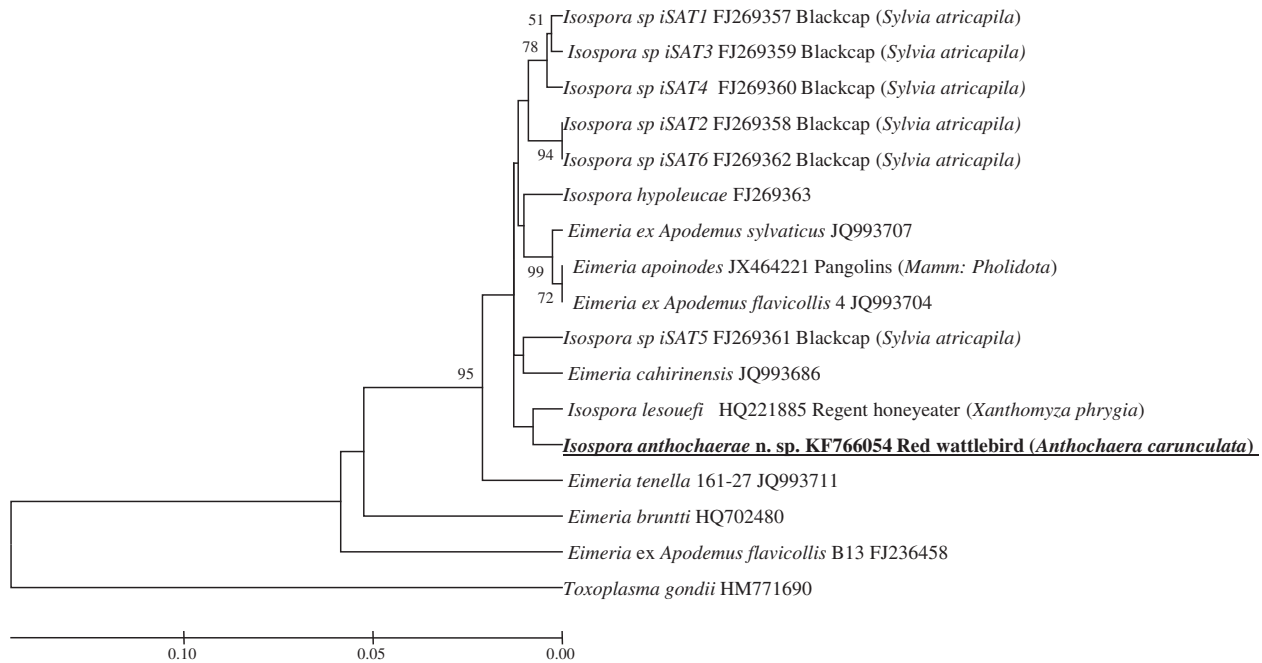 51
Isospora sp iSAT1 FJ269357 Blackcap (Sylvia atricapila)
78
Isospora sp iSAT3 FJ269359 Blackcap (Sylvia atricapila)
Isospora sp iSAT4 FJ269360 Blackcap (Sylvia atricapila)
Isospora sp iSAT2 FJ269358 Blackcap (Sylvia atricapila)
94
Isospora sp iSAT6 FJ269362 Blackcap (Sylvia atricapila)
Isospora hypoleucae FJ269363
Eimeria ex Apodemus sylvaticus JQ993707
99
Eimeria apoinodes JX464221 Pangolins (Mamm: Pholidota)
72
Eimeria ex Apodemus flavicollis 4 JQ993704
Isospora sp iSAT5 FJ269361 Blackcap (Sylvia atricapila)
95
Eimeria cahirinensis JQ993686
Isospora lesouefi HQ221885 Regent honeyeater (Xanthomyza phrygia)
Isospora anthochaerae n. sp. KF766054 Red wattlebird (Anthochaera carunculata)
Eimeria tenella 161-27 JQ993711
Eimeria bruntti HQ702480
Eimeria ex Apodemus flavicollis B13 FJ236458
Toxoplasma gondii HM771690
0.10 0.05 0.00